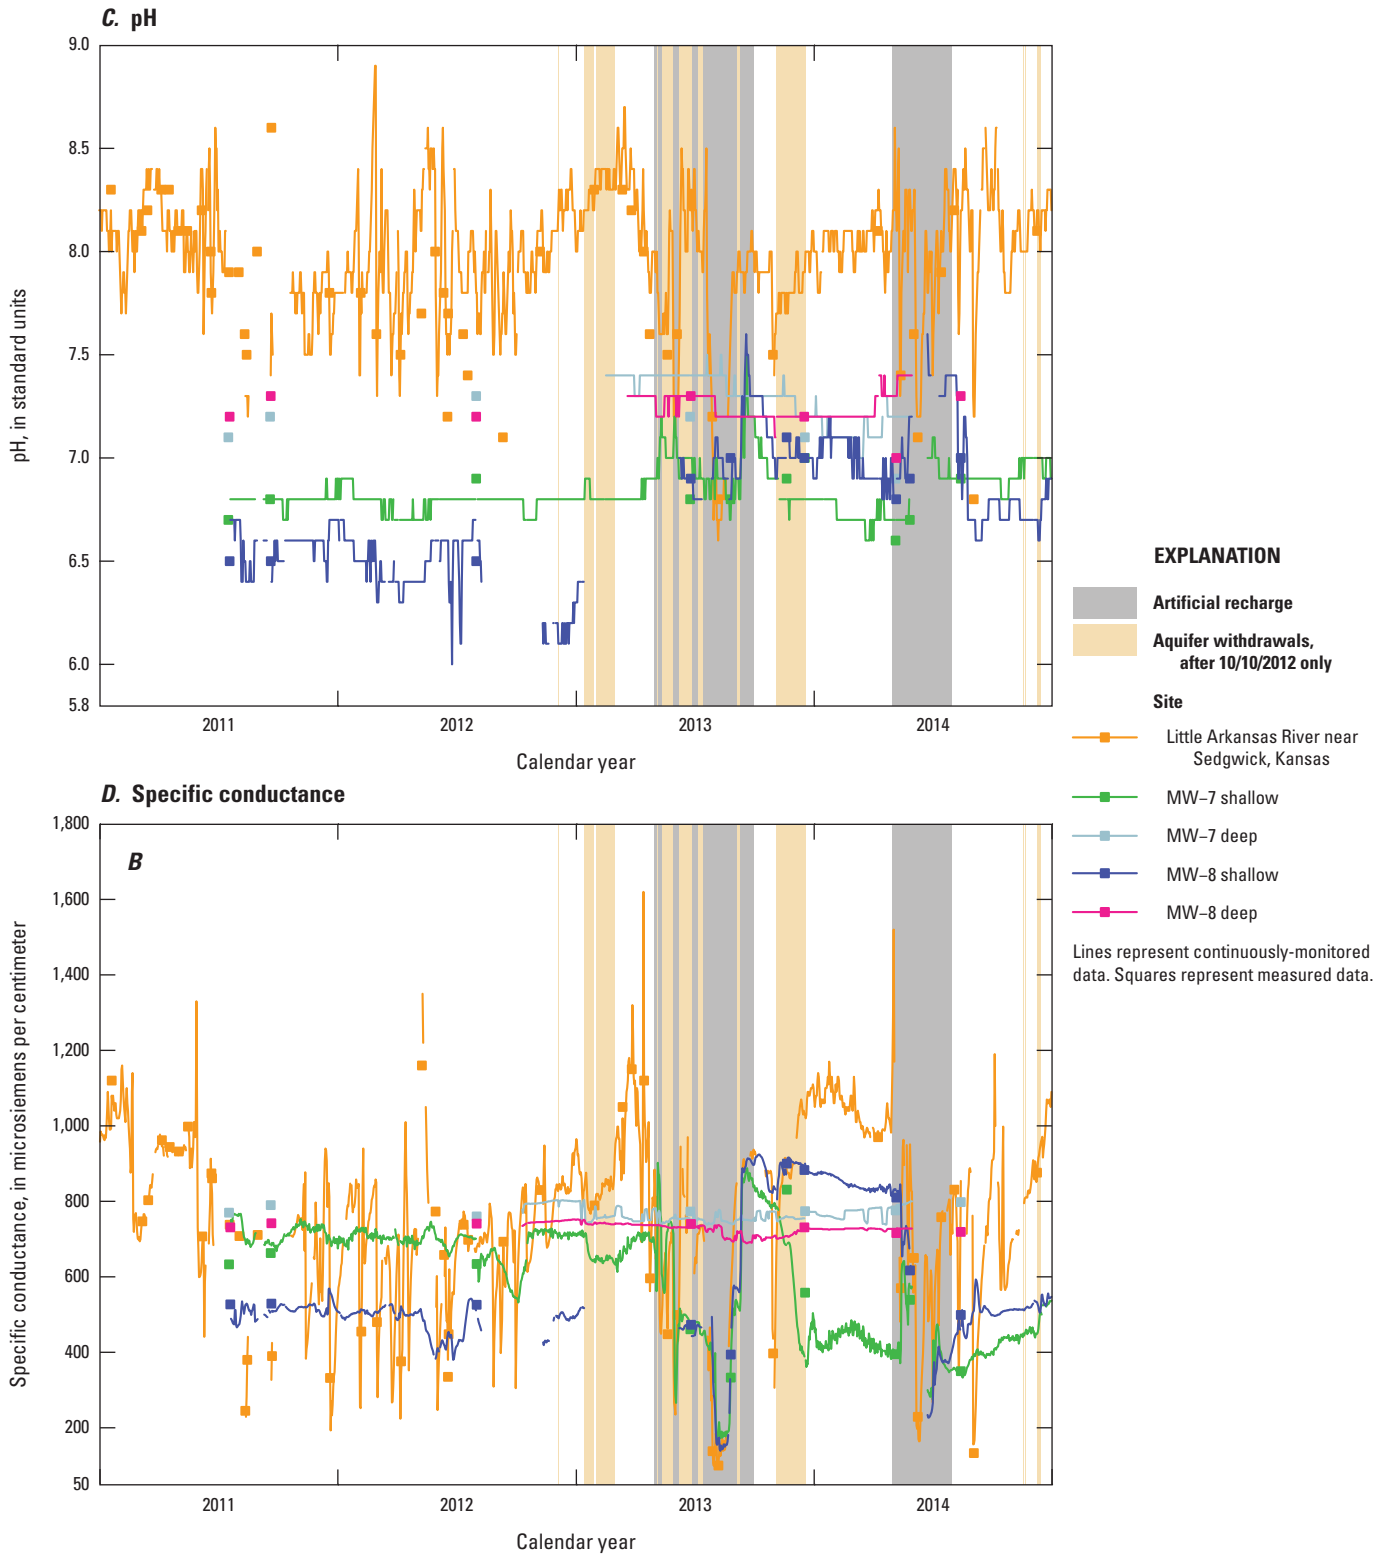 C. pH
9.0
8.5
8.0
7.5
7.0
6.5
6.0
5.8
pH, in standard units
2011
2012
2013
2014
Calendar year
EXPLANATION
Artificial recharge
Aquifer withdrawals,
after 10/10/2012 only
Site
Little Arkansas River near
Sedgwick, Kansas
MW–7 shallow
MW–7 deep
MW–8 shallow
MW–8 deep
Lines represent continuously-monitored
data. Squares represent measured data.
D. Specific conductance
B
1,800
1,600
1,400
1,200
1,000
800
600
400
200
50
Specific conductance, in microsiemens per centimeter
2011
2012
2013
2014
Calendar year